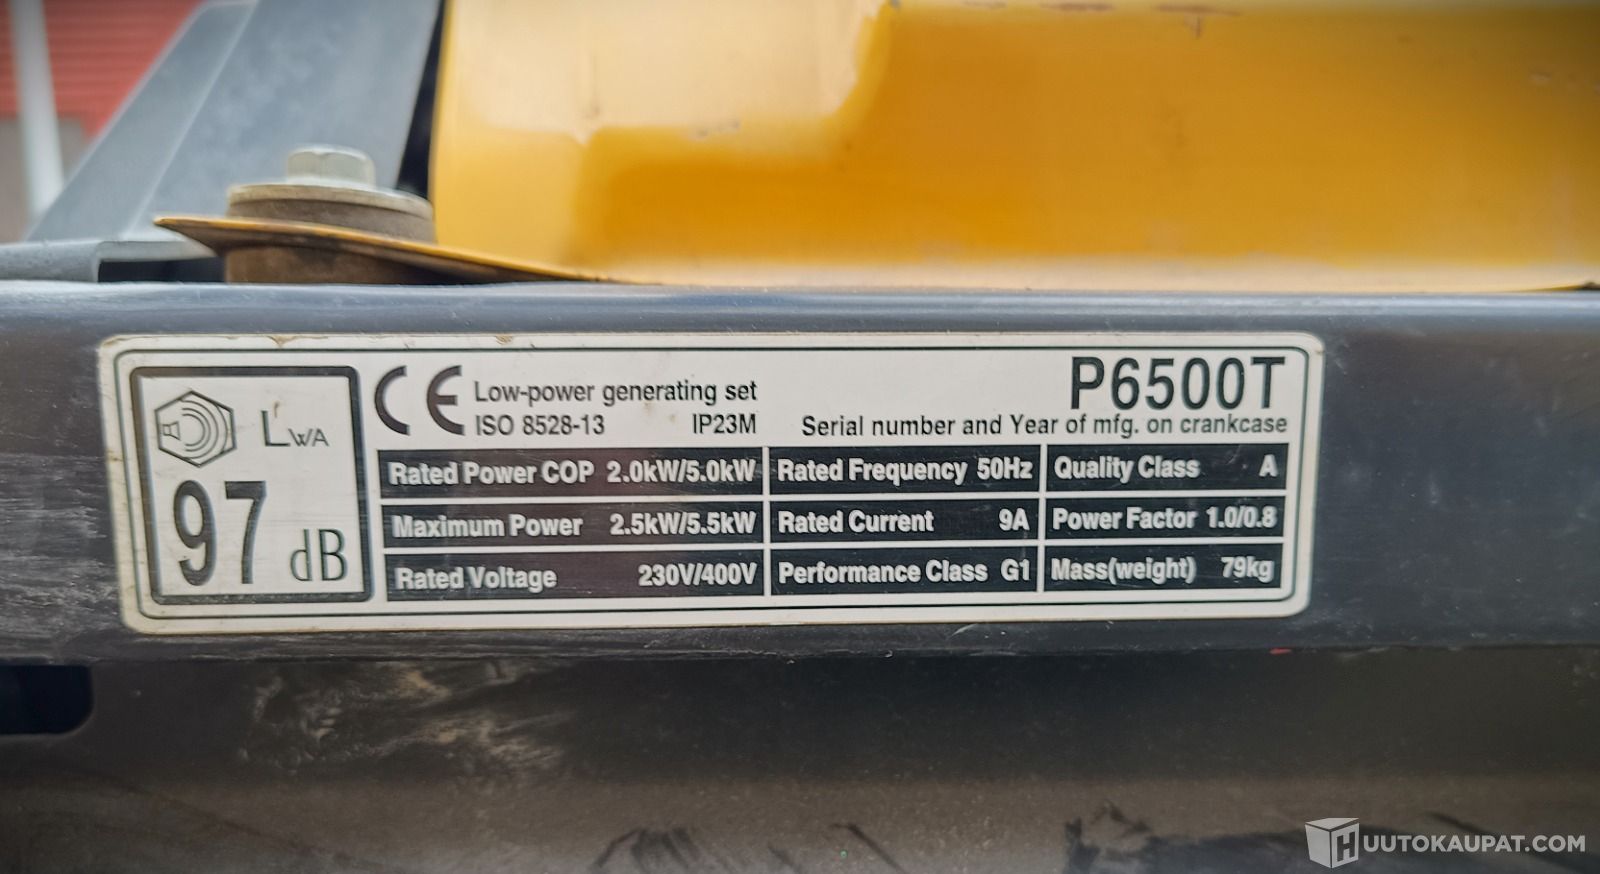 LWA
97 dB
CE Low-power generating set
ISO 8528-13 IP23M
P6500T
Serial number and Year of mfg. on crankcase
Rated Power COP 2.0kW/5.0kW Rated Frequency 50Hz Quality Class A
Maximum Power 2.5kW/5.5kW Rated Current 9A Power Factor 1.0/0.8
Rated Voltage 230V/400V Performance Class G1 Mass(weight) 79kg
HUUTOKAUPAT.COM